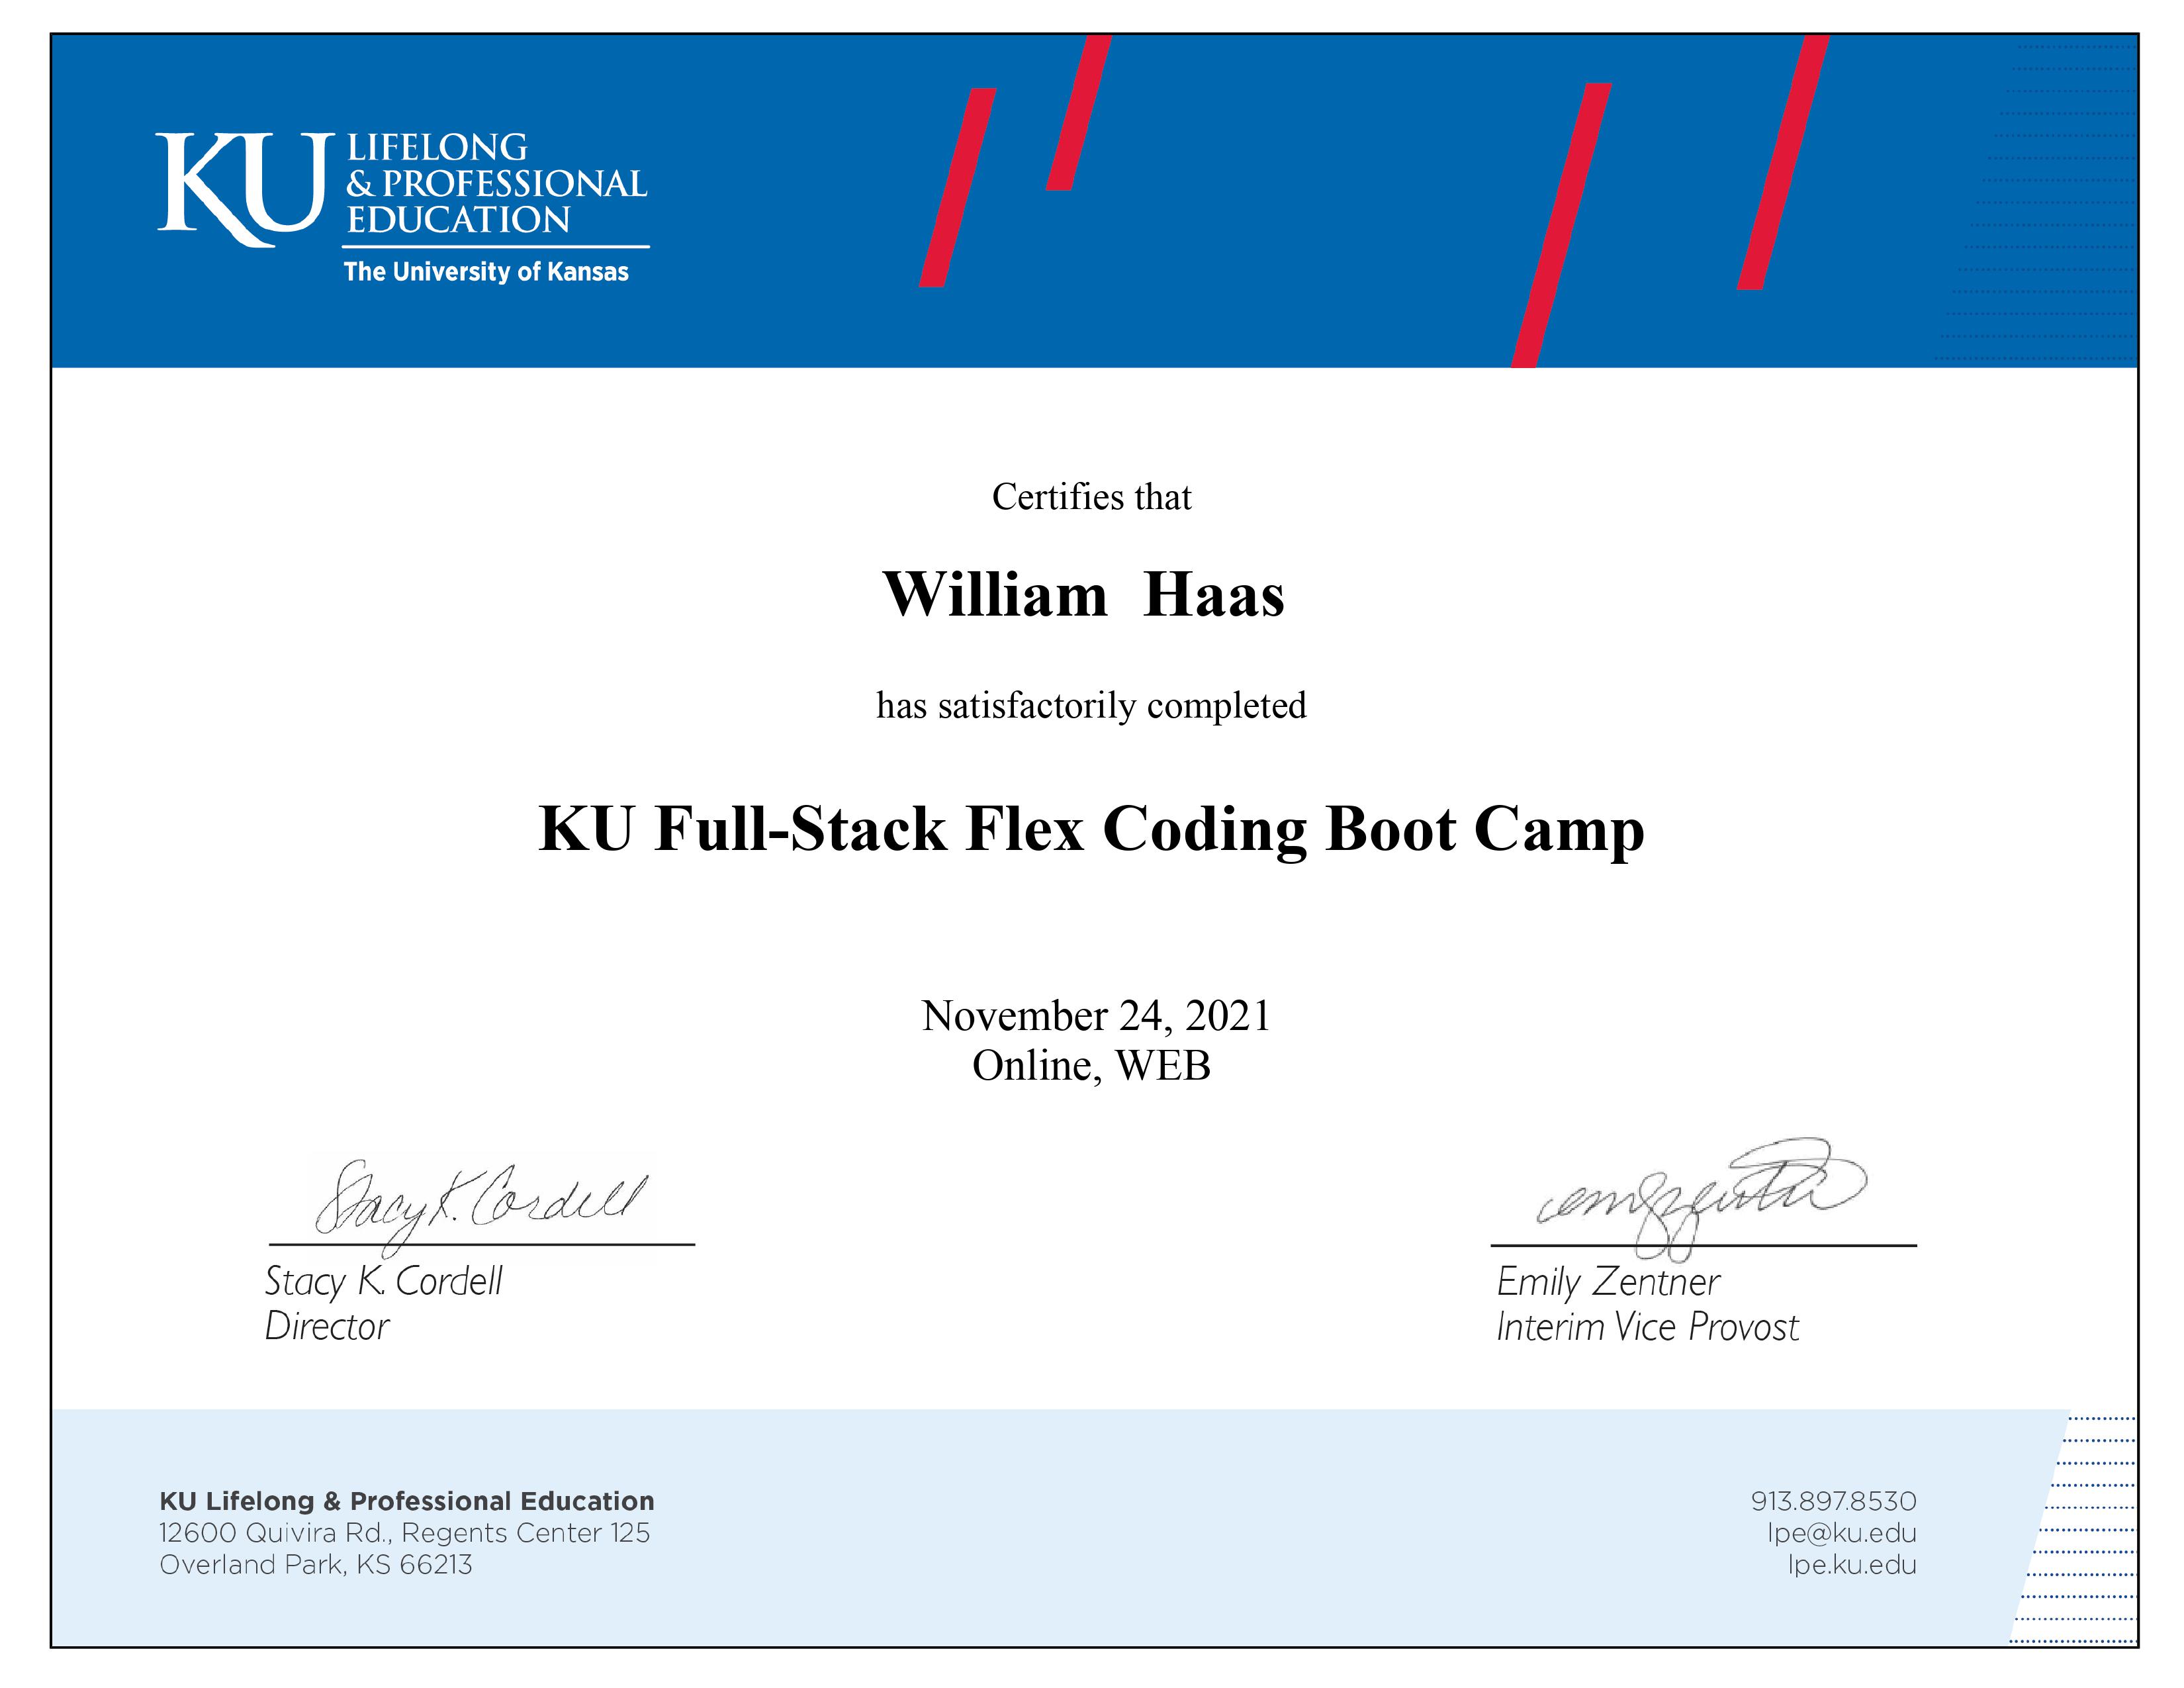 KU LIFELONG
& PROFESSIONAL
EDUCATION
The University of Kansas
Certifies that
William Haas
has satisfactorily completed
KU Full-Stack Flex Coding Boot Camp
November 24, 2021
Online, WEB
Stacy K. Cordell
Stacy K. Cordell
Director
Emily Zentner
Interim Vice Provost
KU Lifelong & Professional Education
12600 Quivira Rd., Regents Center 125
Overland Park, KS 66213
913.897.8530
lpe@ku.edu
lpe.ku.edu